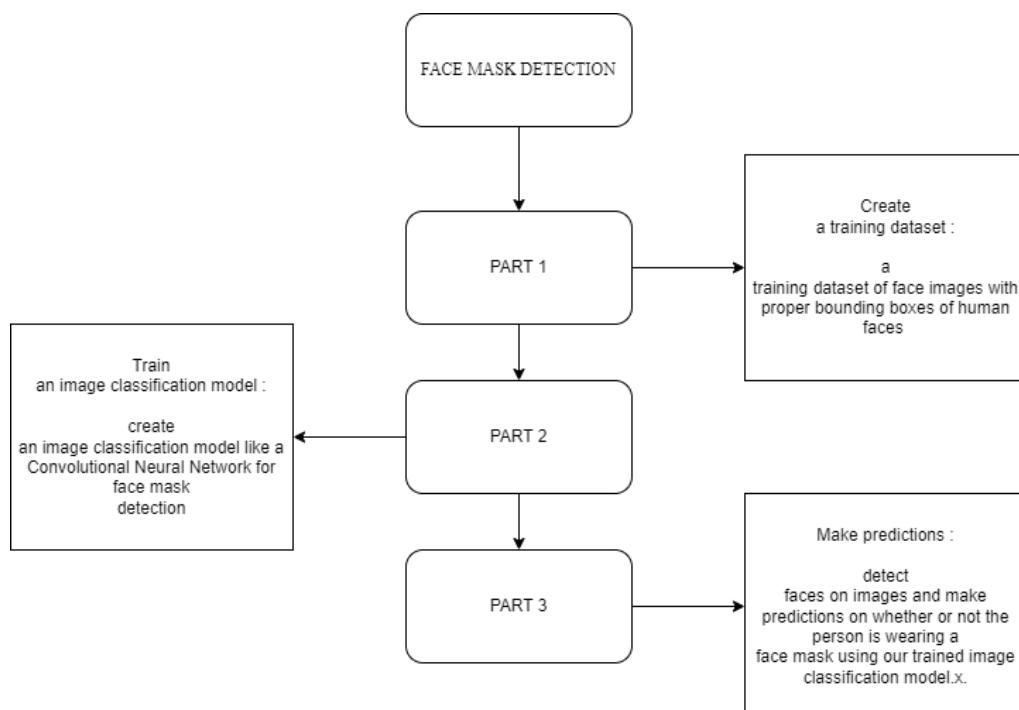 FACE MASK DETECTION
PART 1
Create
a training dataset :
a
training dataset of face images with
proper bounding boxes of human
faces
PART 2
Train
an image classification model :
create
an image classification model like a
Convolutional Neural Network for
face mask
detection
PART 3
Make predictions :
detect
faces on images and make
predictions on whether or not the
person is wearing a
face mask using our trained image
classification model.x.